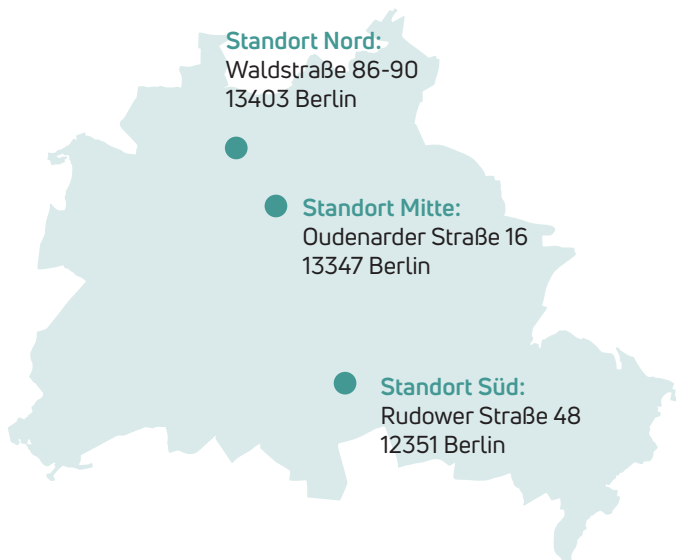 Standort Nord:
Waldstraße 86-90
13403 Berlin
Standort Mitte:
Oudenarder Straße 16
13347 Berlin
Standort Süd:
Rudower Straße 48
12351 Berlin